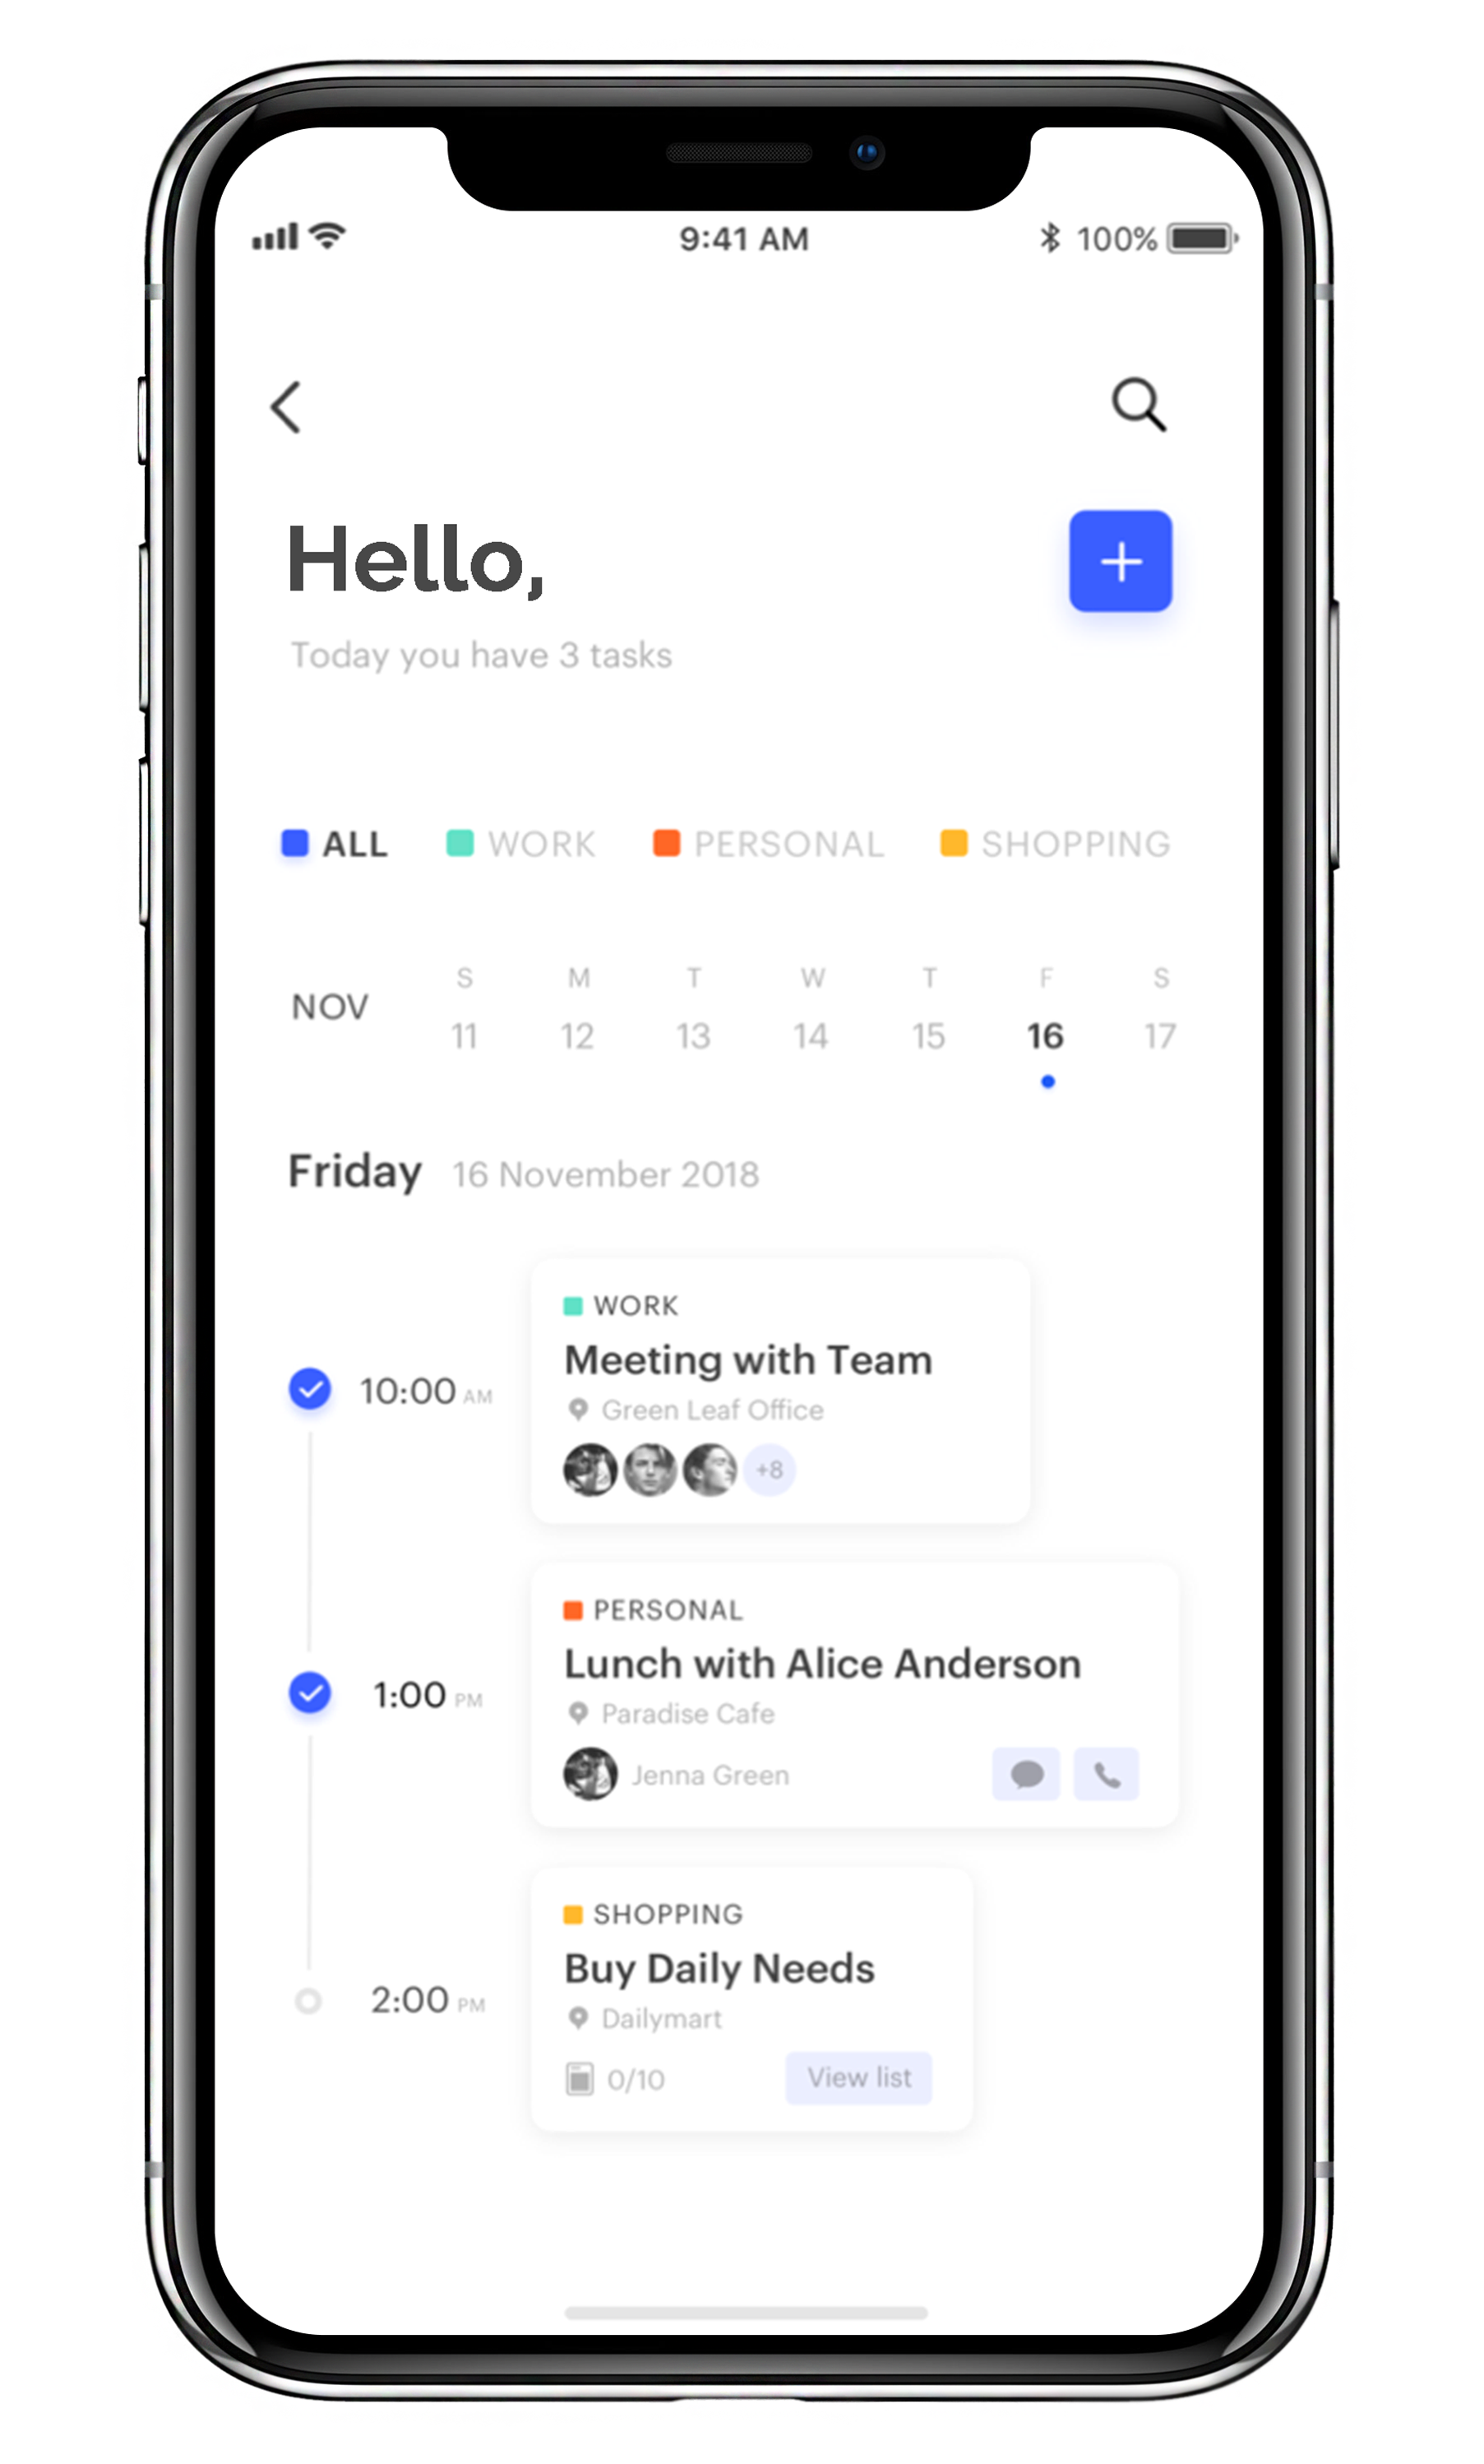 9:41 AM 100%
Hello,
Today you have 3 tasks
ALL WORK PERSONAL SHOPPING
NOV
S M T W T F S
11 12 13 14 15 16 17
Friday 16 November 2018
WORK
10:00 AM
Meeting with Team
Green Leaf Office
+8
PERSONAL
1:00 PM
Lunch with Alice Anderson
Paradise Cafe
Jenna Green
SHOPPING
2:00 PM
Buy Daily Needs
Dailymart
0/10 View list